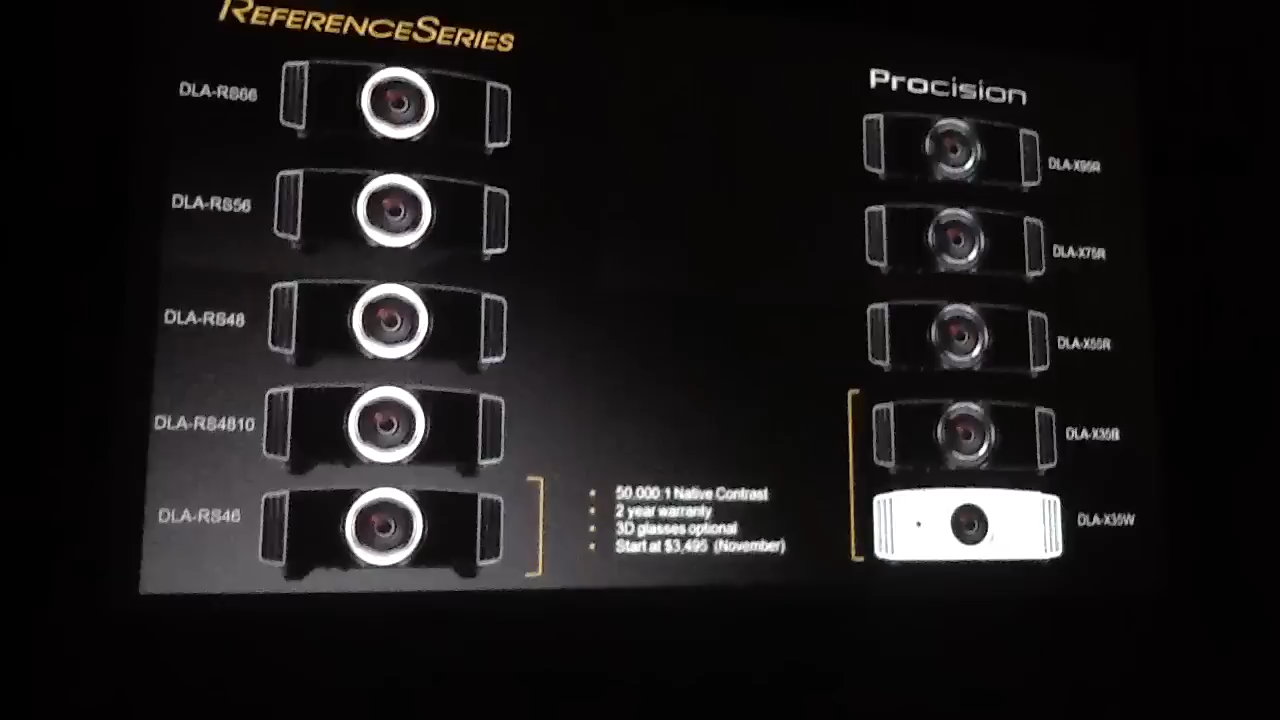 REFERENCESERIES
DLA-RS66
DLA-RS56
DLA-RS48
DLA-RS4810
DLA-RS46
• 50,000:1 Native Contrast
• 2 year warranty
• 3D glasses optional
• Start at $3,495 (November)
Procision
DLA-X95R
DLA-X75R
DLA-X55R
DLA-X35B
DLA-X35W